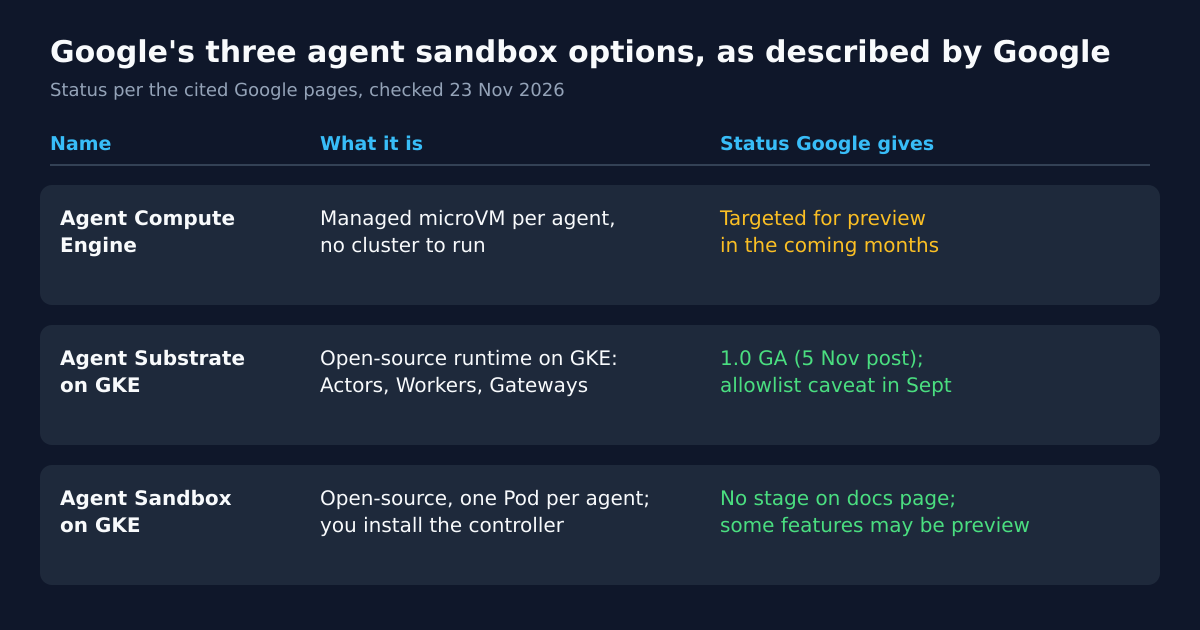 Google's three agent sandbox options, as described by Google
Status per the cited Google pages, checked 23 Nov 2026
Name
What it is
Status Google gives
Agent Compute
Engine
Managed microVM per agent,
no cluster to run
Targeted for preview
in the coming months
Agent Substrate
on GKE
Open-source runtime on GKE:
Actors, Workers, Gateways
1.0 GA (5 Nov post);
allowlist caveat in Sept
Agent Sandbox
on GKE
Open-source, one Pod per agent;
you install the controller
No stage on docs page;
some features may be preview